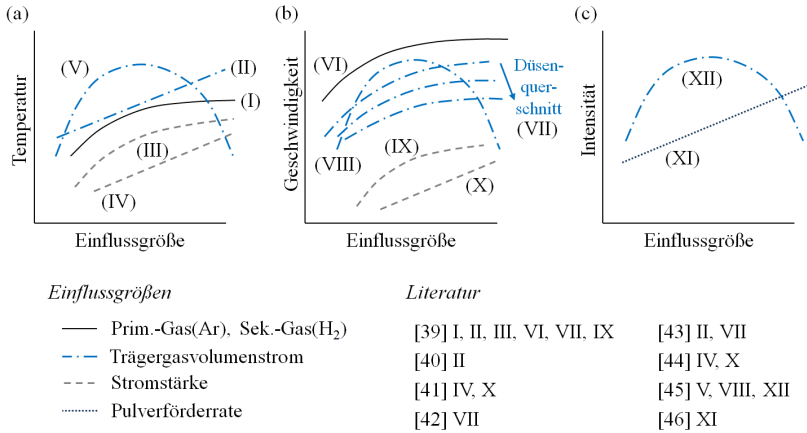 (a)
Temperatur
(V)
(II)
(I)
(III)
(IV)
Einflussgröße
(b)
Geschwindigkeit
(VI)
Düsen-
quer-
schnitt
(VII)
(VIII)
(IX)
(X)
Einflussgröße
(c)
Intensität
(XII)
(XI)
Einflussgröße
Einflussgrößen
Prim.-Gas(Ar), Sek.-Gas(H₂)
Trägergasvolumenstrom
Stromstärke
Pulverförderrate
Literatur
[39] I, II, III, VI, VII, IX
[40] II
[41] IV, X
[42] VII
[43] II, VII
[44] IV, X
[45] V, VIII, XII
[46] XI